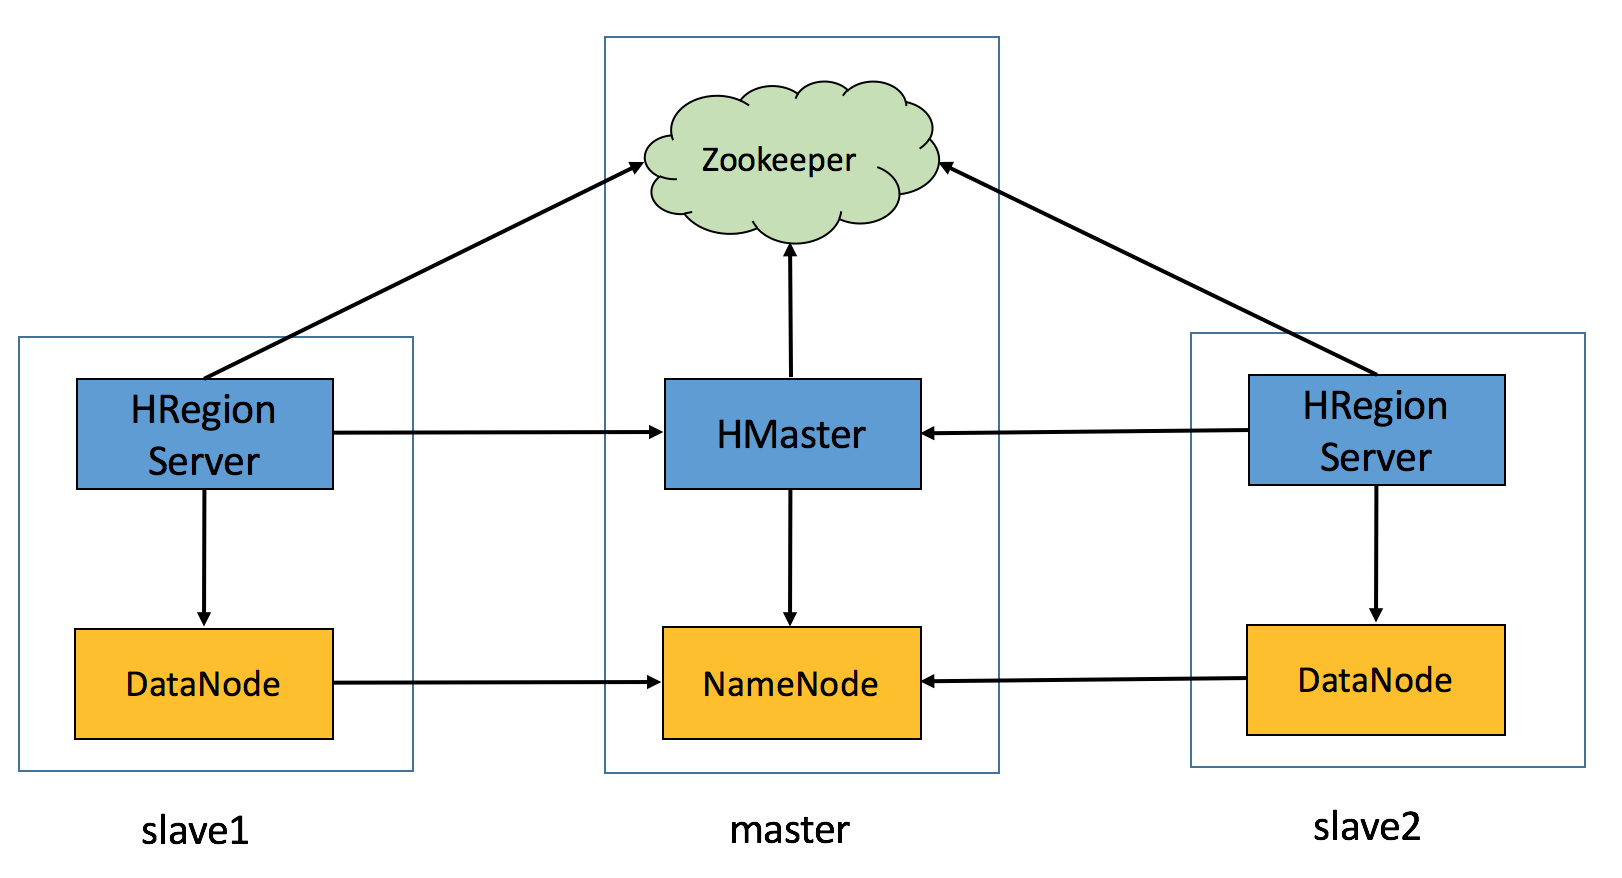 Zookeeper
HRegion
Server
HMaster
HRegion
Server
DataNode
NameNode
DataNode
slave1
master
slave2